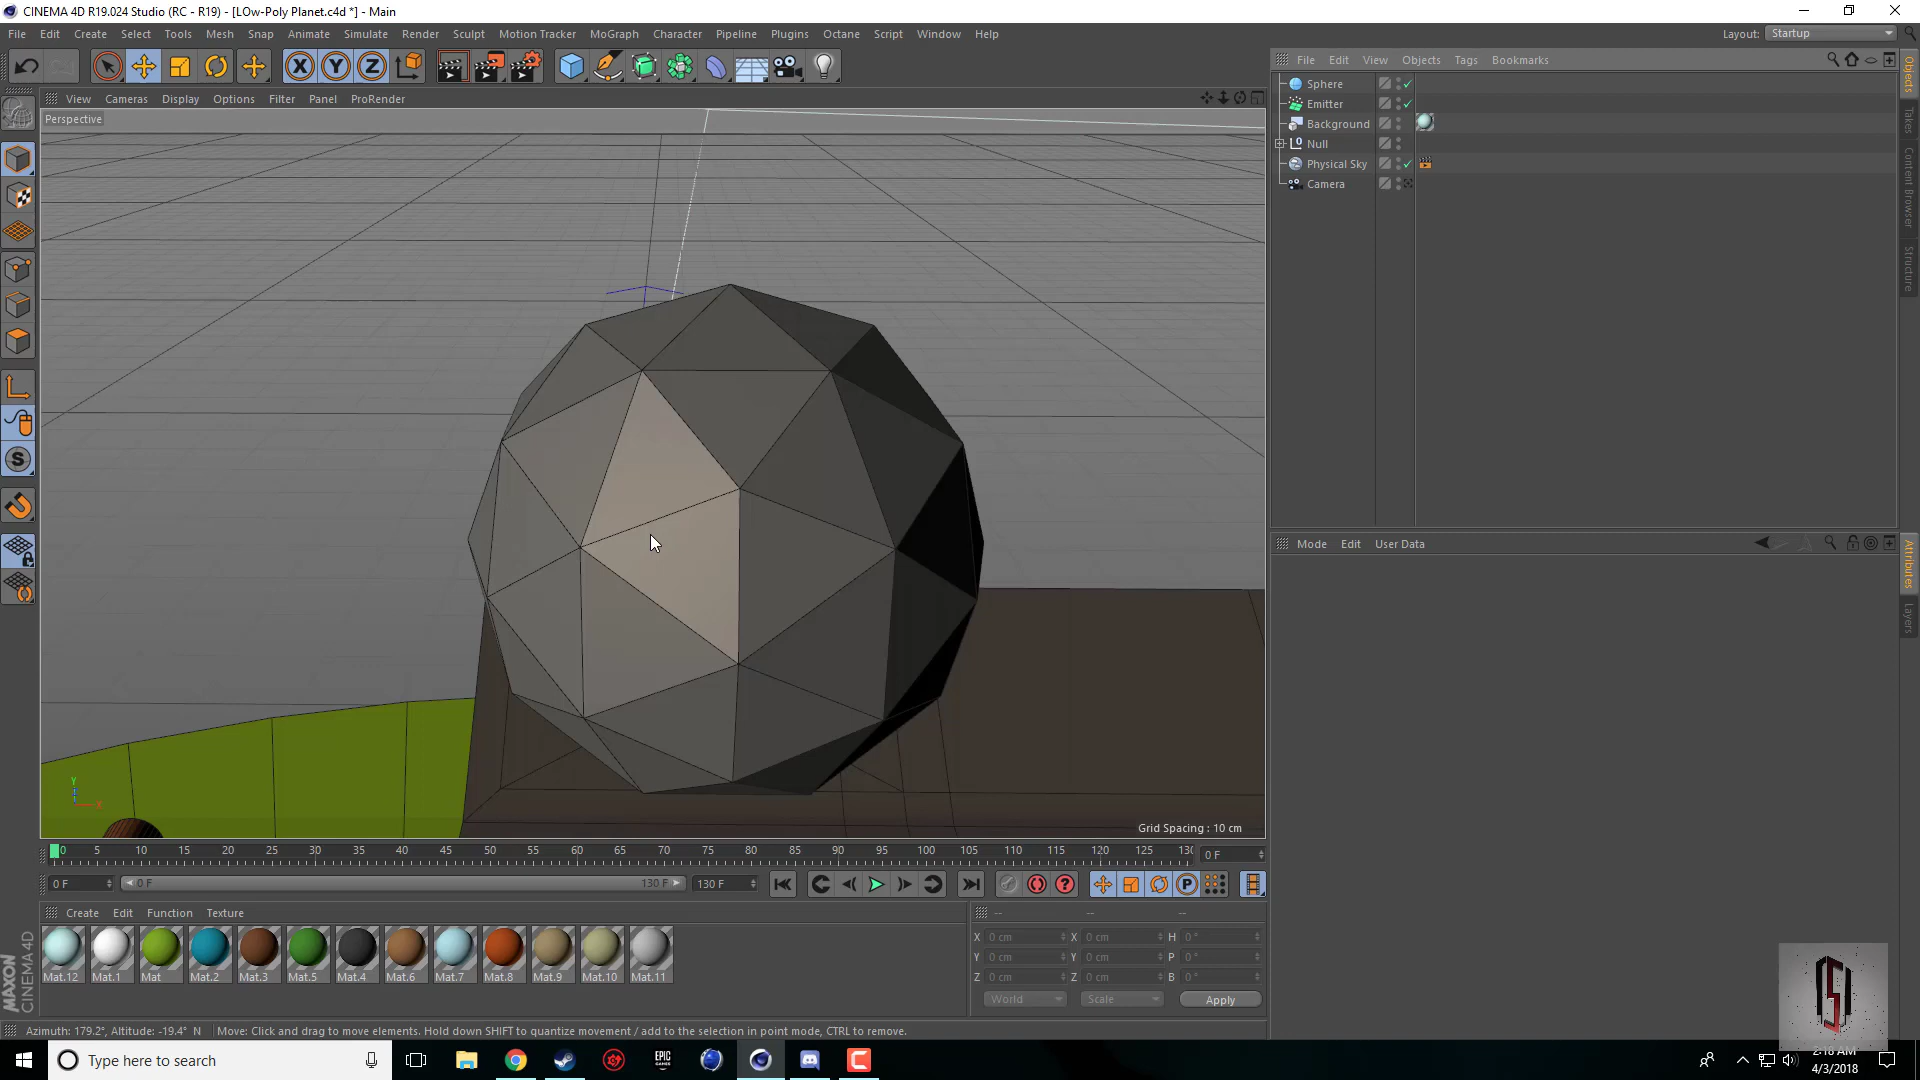 CINEMA 4D R19.024 Studio (RC - R19) - [LOw-Poly Planet.c4d *] - Main
File Edit Create Select Tools Mesh Snap Animate Simulate Render Sculpt Motion Tracker MoGraph Character Pipeline Plugins Octane Script Window Help
Layout: Startup
File Edit View Objects Tags Bookmarks
Sphere
Emitter
Background
Null
Physical Sky
Camera
Objects
Takes
Content Browser
Structure
View Cameras Display Options Filter Panel ProRender
Perspective
Grid Spacing : 10 cm
Mode Edit User Data
Attributes
Layers
0 5 10 15 20 25 30 35 40 45 50 55 60 65 70 75 80 85 90 95 100 105 110 115 120 125 130
0 F
0 F
0 F
130 F
130 F
Create Edit Function Texture
Mat.12 Mat.1 Mat Mat.2 Mat.3 Mat.5 Mat.4 Mat.6 Mat.7 Mat.8 Mat.9 Mat.10 Mat.11
-- -- --
X 0 cm X 0 cm H 0 °
Y 0 cm Y 0 cm P 0 °
Z 0 cm Z 0 cm B 0 °
World Scale Apply
MAXON
CINEMA 4D
Azimuth: 179.2°, Altitude: -19.4° N Move: Click and drag to move elements. Hold down SHIFT to quantize movement / add to the selection in point mode, CTRL to remove.
Type here to search
EPIC
GAMES
2:18 AM
4/3/2018